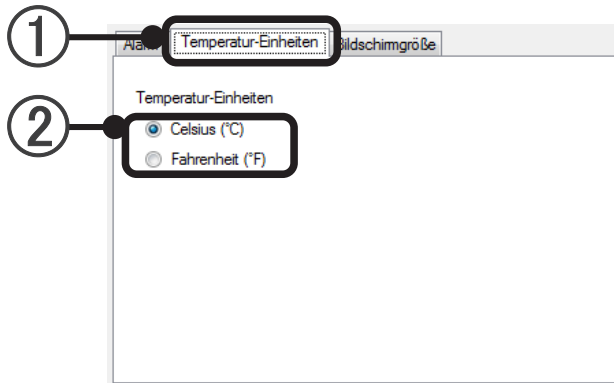 ①
Temperatur-Einheiten
Bildschirmgröße
Temperatur-Einheiten
②
Celsius (°C)
Fahrenheit (°F)